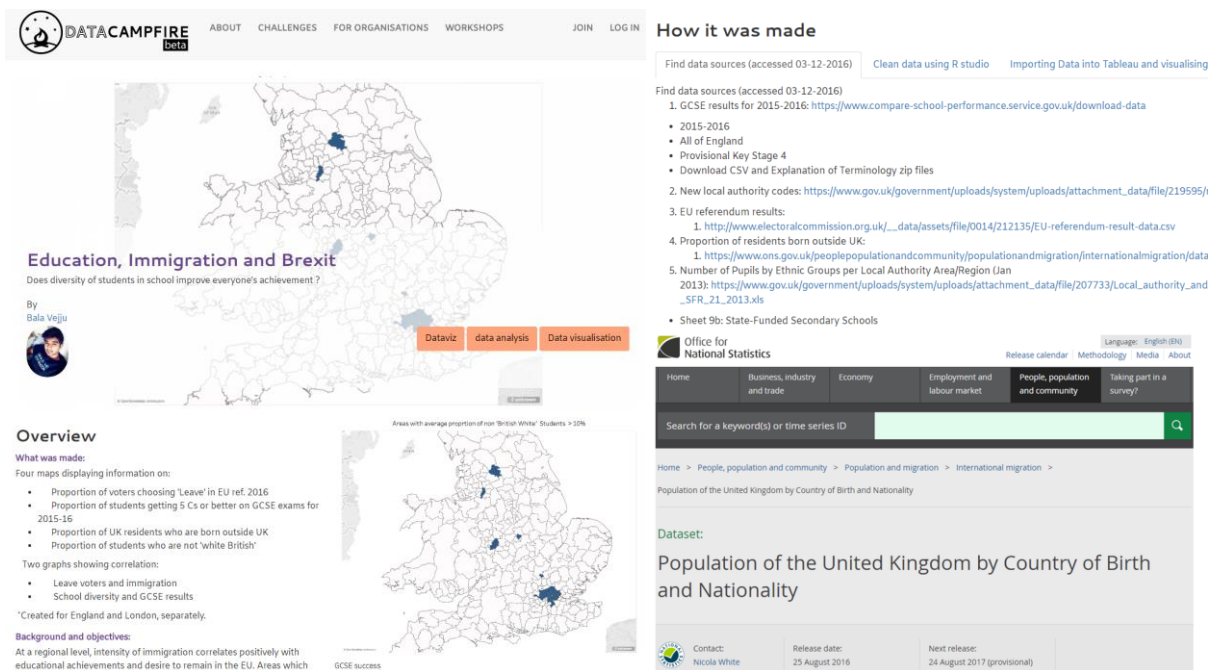 DATACAMPFIRE
beta
ABOUT CHALLENGES FOR ORGANISATIONS WORKSHOPS JOIN LOG IN
Education, Immigration and Brexit
Does diversity of students in school improve everyone's achievement ?
By
Bala Vejju
Dataviz data analysis Data visualisation
Overview
What was made:
Four maps displaying information on:
Proportion of voters choosing 'Leave' in EU ref. 2016
Proportion of students getting 5 Cs or better on GCSE exams for
2015-16
Proportion of UK residents who are born outside UK
Proportion of students who are not 'white British'
Two graphs showing correlation:
Leave voters and immigration
School diversity and GCSE results
*Created for England and London, separately.
Background and objectives:
At a regional level, intensity of immigration correlates positively with
educational achievements and desire to remain in the EU. Areas which
Areas with average proprtion of non 'British White' Students > 10%
GCSE success
How it was made
Find data sources (accessed 03-12-2016) Clean data using R studio Importing Data into Tableau and visualising
Find data sources (accessed 03-12-2016)
1. GCSE results for 2015-2016: https://www.compare-school-performance.service.gov.uk/download-data
2015-2016
All of England
Provisional Key Stage 4
Download CSV and Explanation of Terminology zip files
2. New local authority codes: https://www.gov.uk/government/uploads/system/uploads/attachment_data/file/219595/
3. EU referendum results:
1. http://www.electoralcommission.org.uk/__data/assets/file/0014/212135/EU-referendum-result-data.csv
4. Proportion of residents born outside UK:
1. https://www.ons.gov.uk/peoplepopulationandcommunity/populationandmigration/internationalmigration/data
5. Number of Pupils by Ethnic Groups per Local Authority Area/Region (Jan
2013): https://www.gov.uk/government/uploads/system/uploads/attachment_data/file/207733/Local_authority_and
_SFR_21_2013.xls
Sheet 9b: State-Funded Secondary Schools
Office for
National Statistics
Language: English (EN)
Release calendar Methodology Media About
Home Business, industry and trade Economy Employment and labour market People, population and community Taking part in a survey?
Search for a keyword(s) or time series ID
Home > People, population and community > Population and migration > International migration >
Population of the United Kingdom by Country of Birth and Nationality
Dataset:
Population of the United Kingdom by Country of Birth
and Nationality
Contact: Release date: Next release:
Nicola White 25 August 2016 24 August 2017 (provisional)